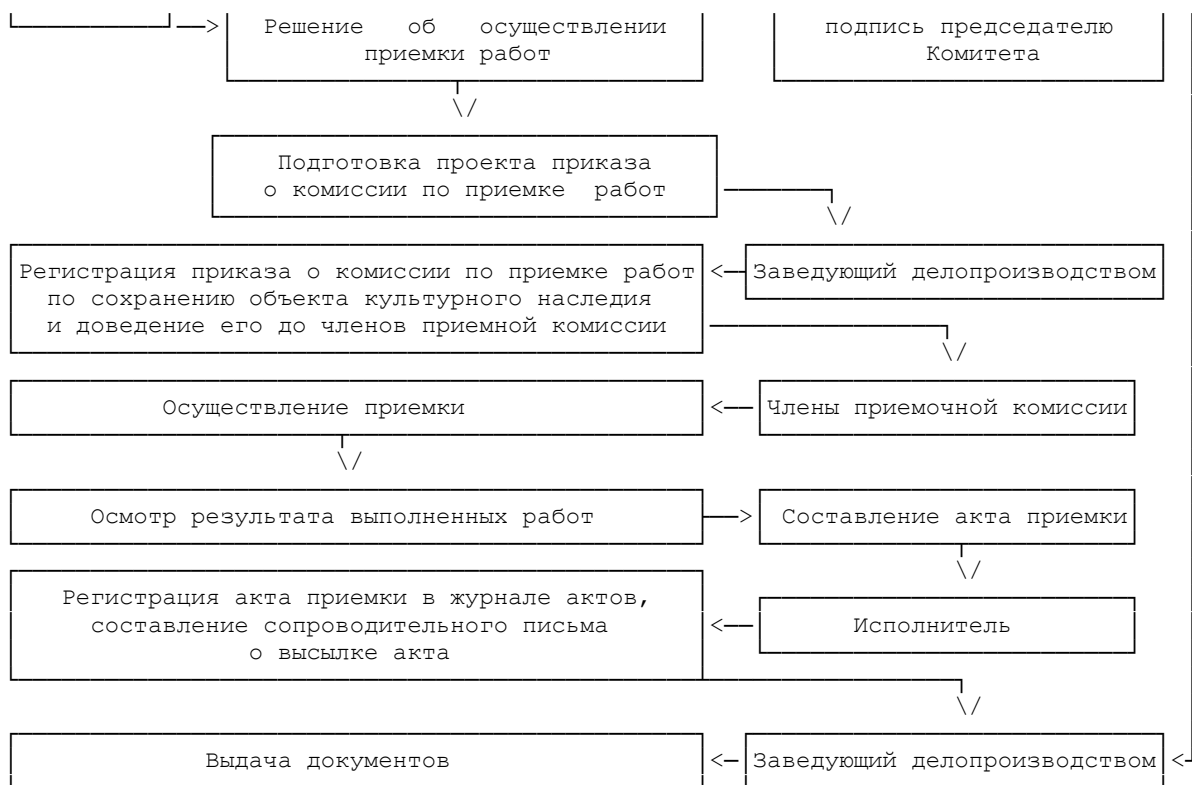 Решение об осуществлении
приемки работ
подпись председателю
Комитета
Подготовка проекта приказа
о комиссии по приемке работ
Регистрация приказа о комиссии по приемке работ
по сохранению объекта культурного наследия
и доведение его до членов приемной комиссии
Заведующий делопроизводством
Осуществление приемки
Члены приемочной комиссии
Осмотр результата выполненных работ
Составление акта приемки
Регистрация акта приемки в журнале актов,
составление сопроводительного письма
о высылке акта
Исполнитель
Выдача документов
Заведующий делопроизводством